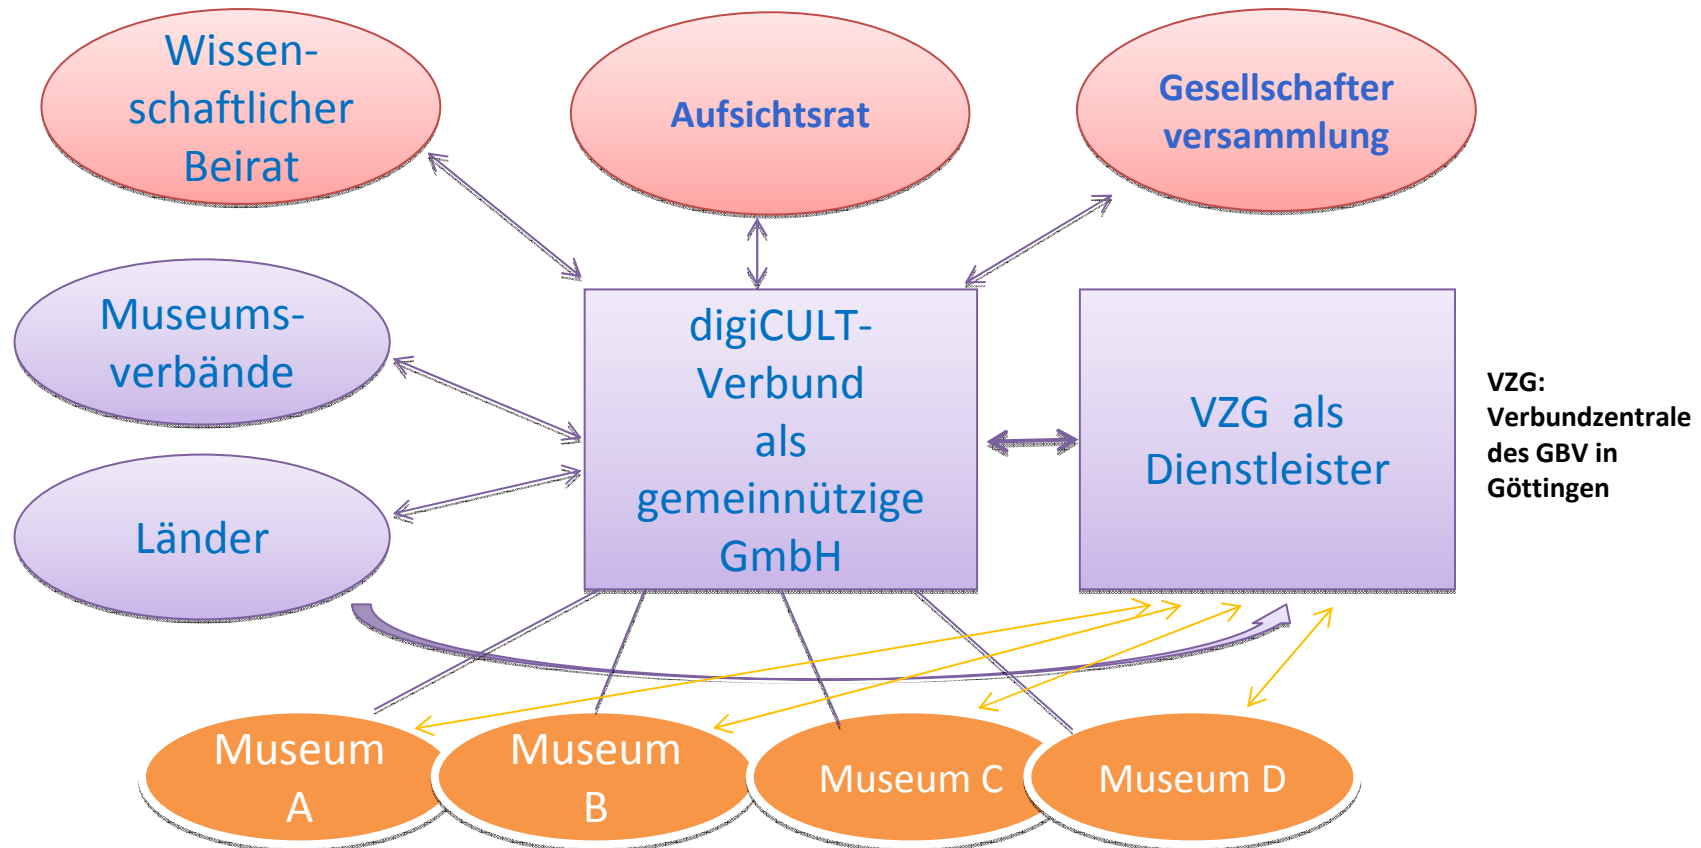 Wissen-
schaftlicher
Beirat
Aufsichtsrat
Gesellschafter
versammlung
Museums-
verbände
Länder
digiCULT-
Verbund
als
gemeinnützige
GmbH
VZG als
Dienstleister
VZG:
Verbundzentrale
des GBV in
Göttingen
Museum
A
Museum
B
Museum C
Museum D